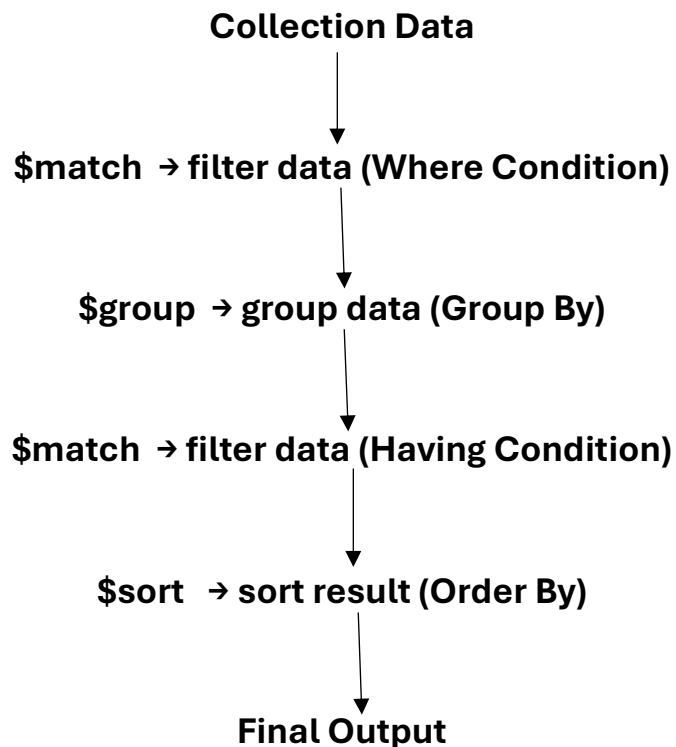 Collection Data
$match → filter data (Where Condition)
$group → group data (Group By)
$match → filter data (Having Condition)
$sort → sort result (Order By)
Final Output